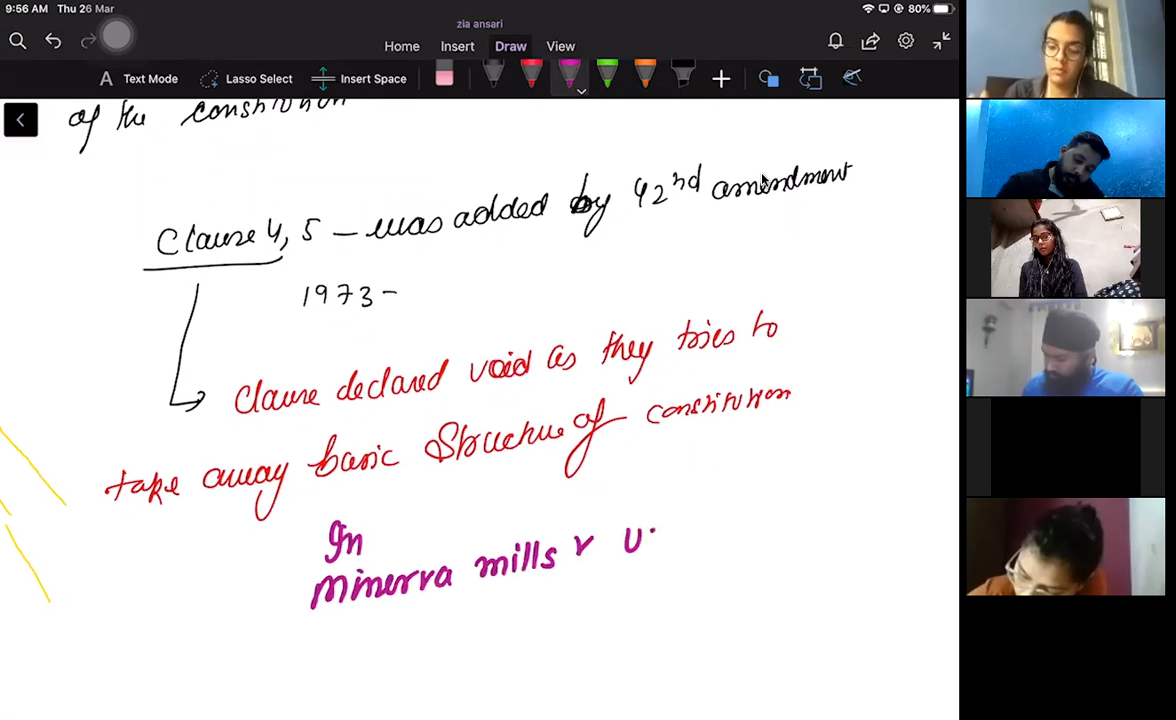 9:56 AM Thu 26 Mar
80%
zia ansari
Home Insert Draw View
Text Mode Lasso Select Insert Space
of the constitution
Clause 4, 5 - was added by 42nd amendment
1973 -
Clause declared void as they tries to
take away basic Structure of constitution
In
Minerva mills v U.